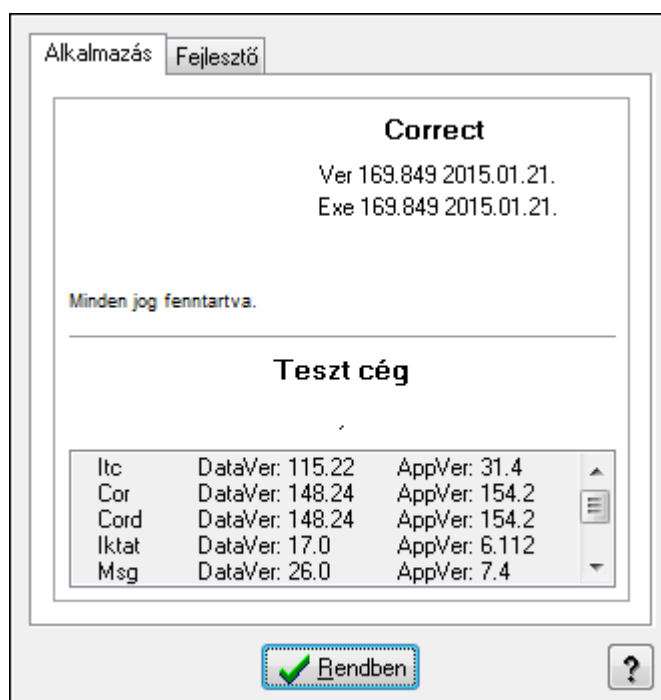 Alkalmazás Fejlesztő
Correct
Ver 169.849 2015.01.21.
Exe 169.849 2015.01.21.
Minden jog fenntartva.
Teszt cég
,
Itc DataVer: 115.22 AppVer: 31.4
Cor DataVer: 148.24 AppVer: 154.2
Cord DataVer: 148.24 AppVer: 154.2
Iktat DataVer: 17.0 AppVer: 6.112
Msg DataVer: 26.0 AppVer: 7.4
Rendben ?